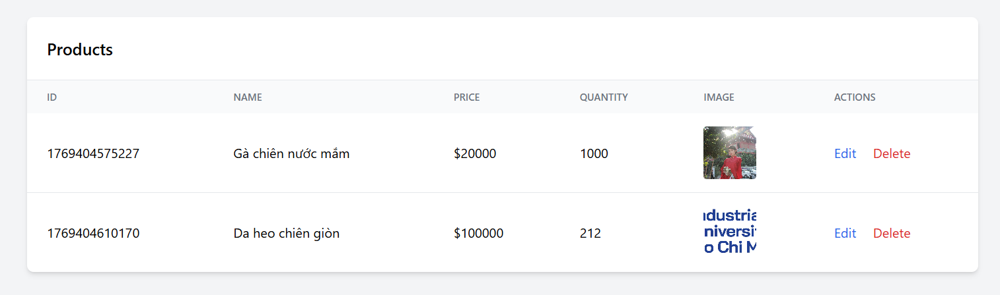 Products
ID NAME PRICE QUANTITY IMAGE ACTIONS
1769404575227 Gà chiên nước mắm $20000 1000 Edit Delete
1769404610170 Da heo chiên giòn $100000 212 Edit Delete
ndustria
niversi
o Chi M